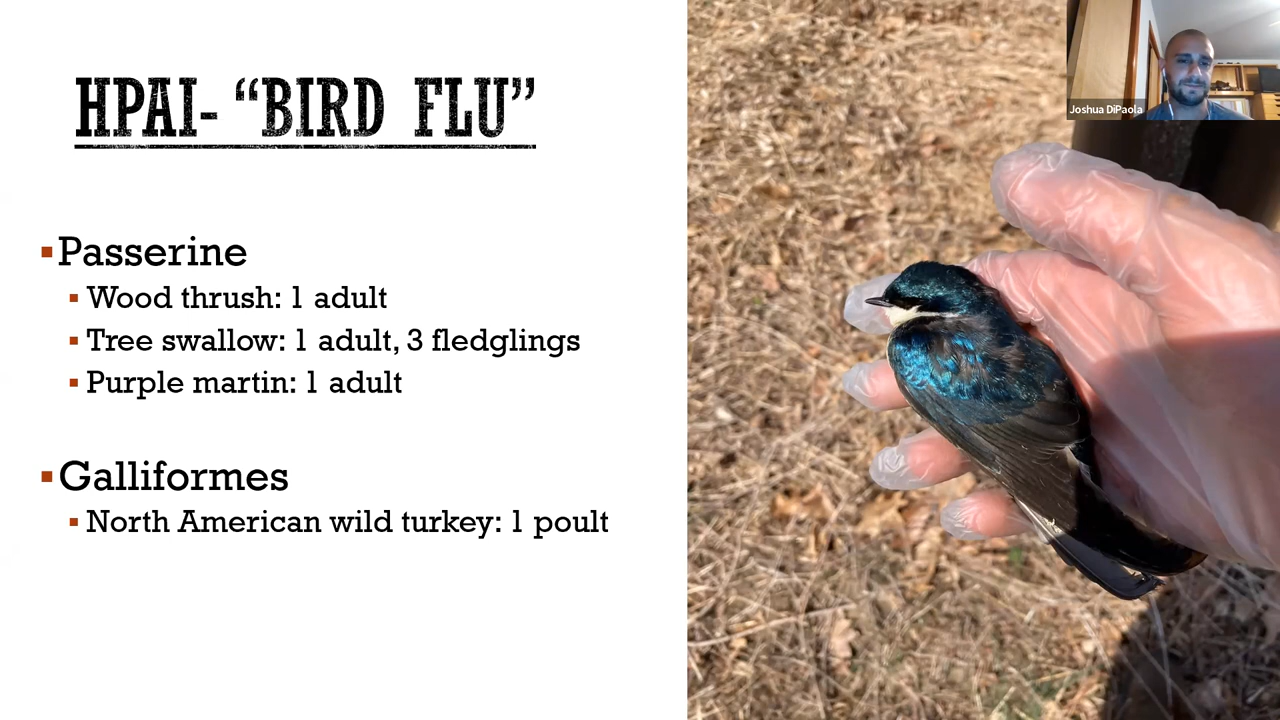 HPAI- “BIRD FLU”
Passerine
Wood thrush: 1 adult
Tree swallow: 1 adult, 3 fledglings
Purple martin: 1 adult
Galliformes
North American wild turkey: 1 poult
Joshua DiPaola